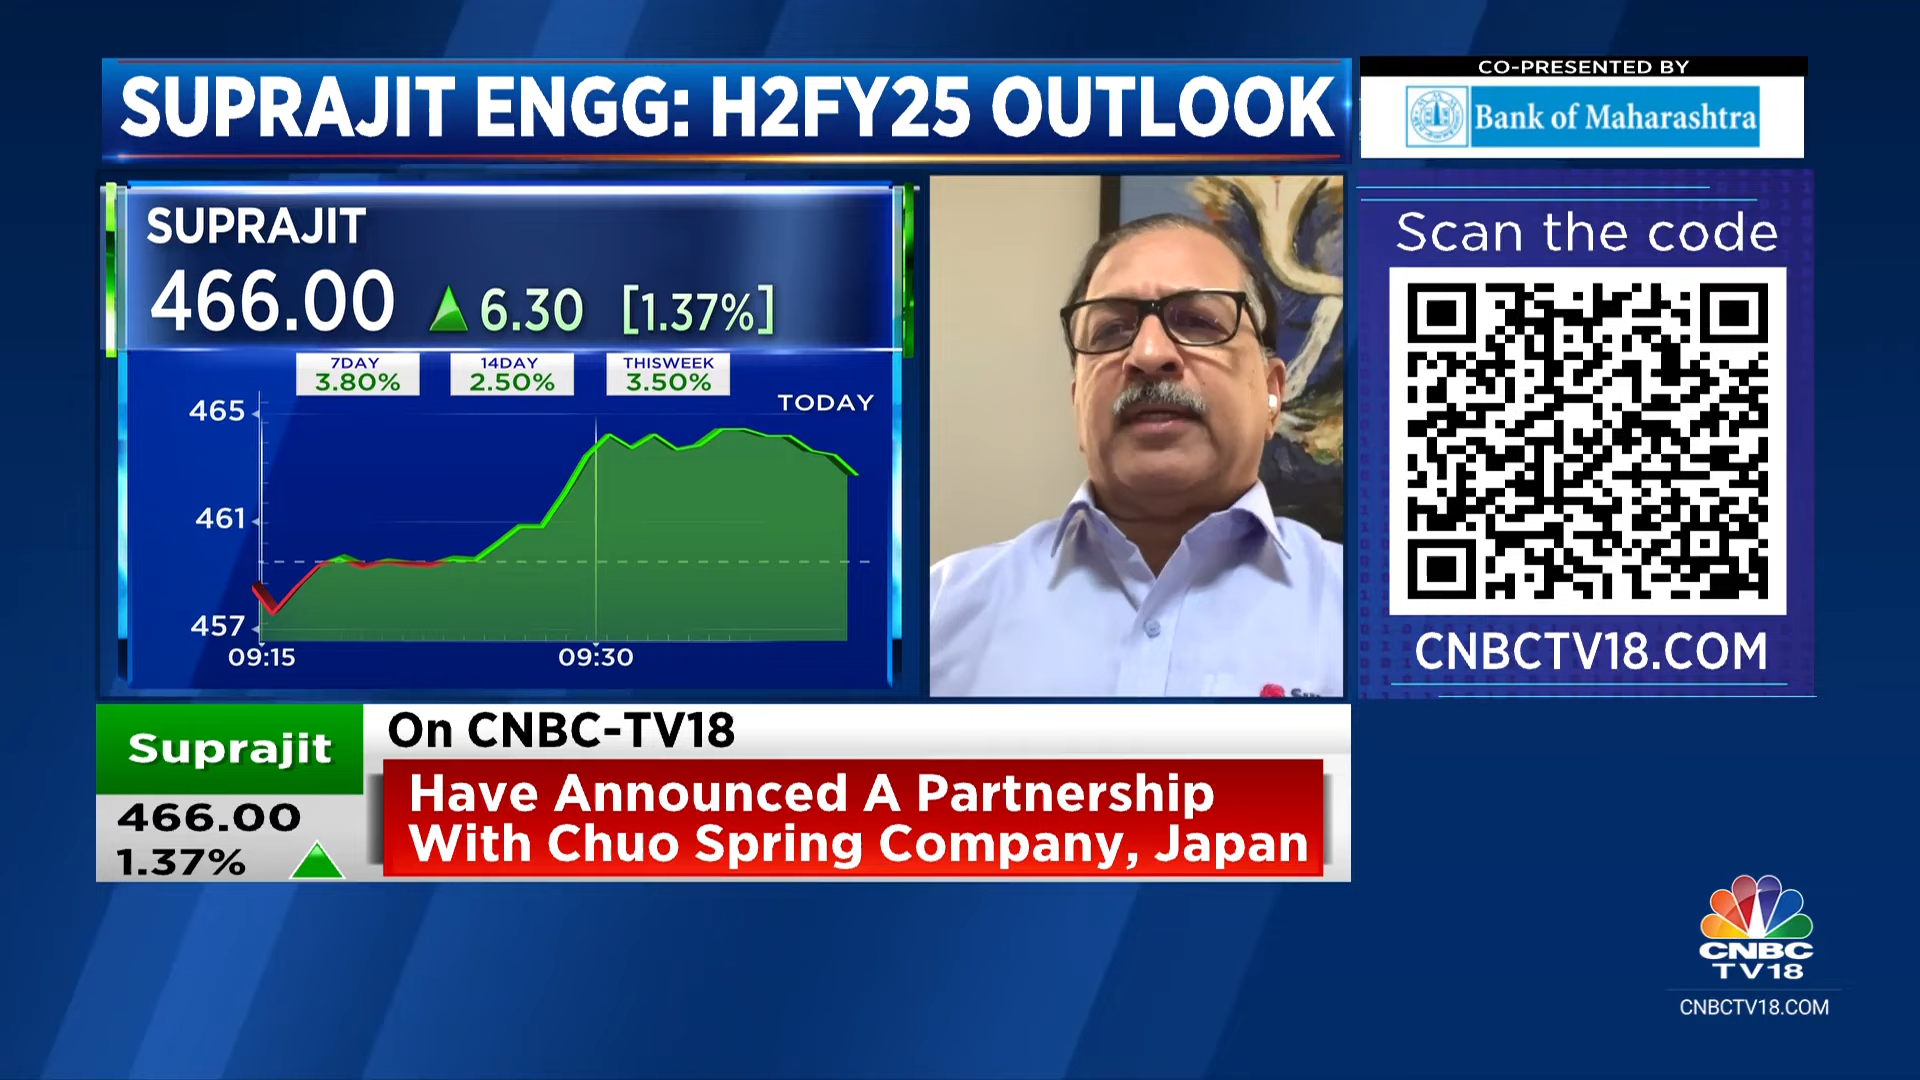 SUPRAJIT ENGG: H2FY25 OUTLOOK
CO-PRESENTED BY
Bank of Maharashtra
SUPRAJIT
466.00 ▲ 6.30 [1.37%]
7DAY
3.80%
14DAY
2.50%
THISWEEK
3.50%
TODAY
465
461
457
09:15
09:30
Scan the code
CNBCTV18.COM
Suprajit
466.00
1.37%
On CNBC-TV18
Have Announced A Partnership
With Chuo Spring Company, Japan
CNBC
TV18
CNBCTV18.COM